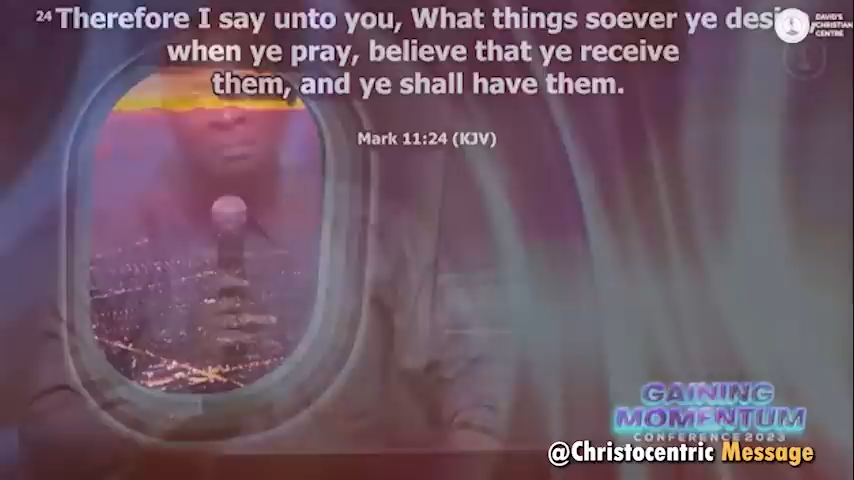 24 Therefore I say unto you, What things soever ye desi
when ye pray, believe that ye receive
them, and ye shall have them.
Mark 11:24 (KJV)
DAVID'S
CHRISTIAN
CENTRE
GAINING
MOMENTUM
CONFERENCE 2023
@Christocentric Message